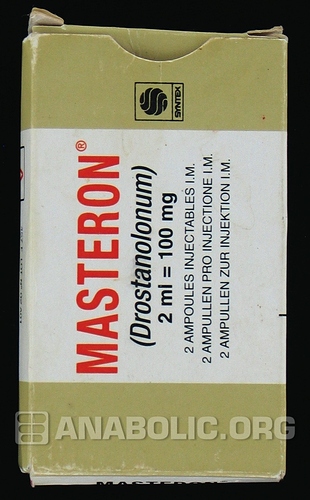 SYNTEX
MASTERON®
(Drostanolonum)
2 ml = 100 mg
2 AMPOULES INJECTABLES I.M.
2 AMPULLEN PRO INJECTIONE I.M.
2 AMPULLEN ZUR INJEKTION I.M.
ANABOLIC.ORG
MASTERON